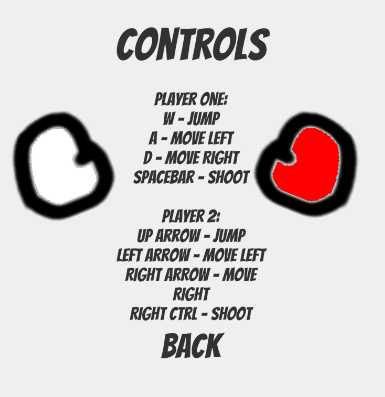 CONTROLS
PLAYER ONE:
W - JUMP
A - MOVE LEFT
D - MOVE RIGHT
SPACEBAR - SHOOT
PLAYER 2:
UP ARROW - JUMP
LEFT ARROW - MOVE LEFT
RIGHT ARROW - MOVE
RIGHT
RIGHT CTRL - SHOOT
BACK